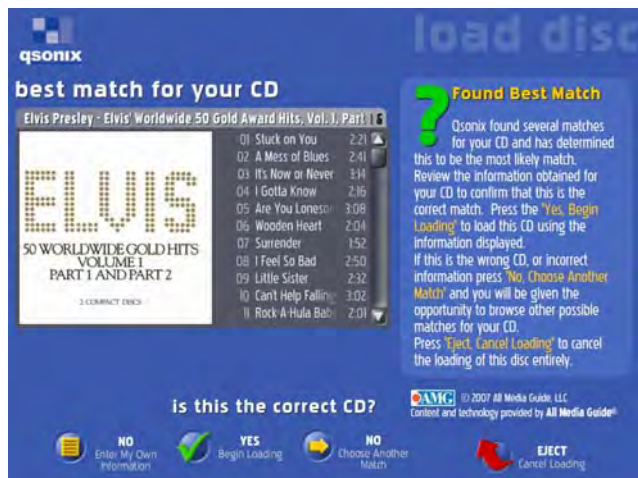 qsonix
load disc
best match for your CD
Elvis Presley - Elvis' Worldwide 50 Gold Award Hits, Vol. 1, Part 1 &
ELVIS
50 WORLDWIDE GOLD HITS
VOLUME 1
PART 1 AND PART 2
2 COMPACT DISCS
01 Stuck on You 2:21
02 A Mess of Blues 2:41
03 It's Now or Never 3:14
04 I Gotta Know 2:16
05 Are You Loneso 3:08
06 Wooden Heart 2:04
07 Surrender 1:52
08 I Feel So Bad 2:50
09 Little Sister 2:32
10 Can't Help Falling 3:02
11 Rock-A-Hula Bab 2:01
? Found Best Match
Qsonix found several matches
for your CD and has determined
this to be the most likely match.
Review the information obtained for
your CD to confirm that this is the
correct match. Press the "Yes, Begin
Loading" to load this CD using the
information displayed.
If this is the wrong CD, or incorrect
information press "No, Choose Another
Match" and you will be given the
opportunity to browse other possible
matches for your CD.
Press "Eject, Cancel Loading" to cancel
the loading of this disc entirely.
is this the correct CD?
AMG © 2007 All Media Guide, LLC
Content and technology provided by All Media Guide®
NO
Enter My Own
Information
YES
Begin Loading
NO
Choose Another
Match
EJECT
Cancel Loading